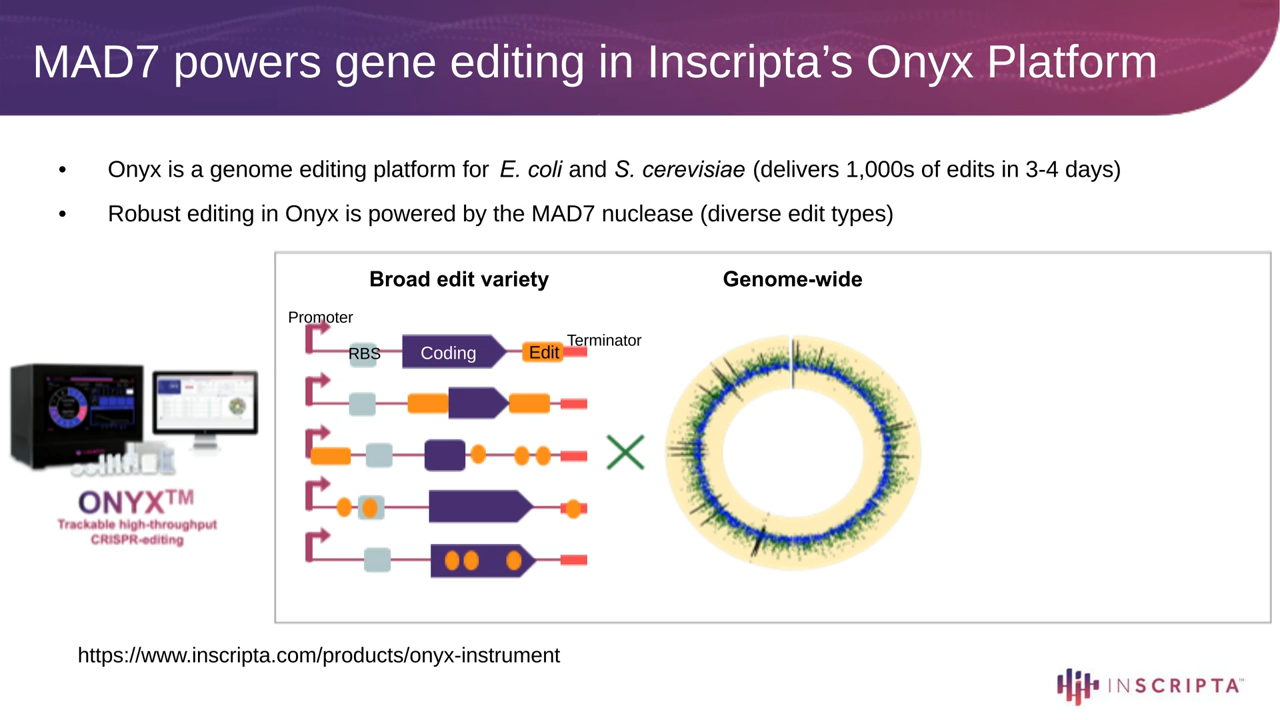 MAD7 powers gene editing in Inscripta’s Onyx Platform
• Onyx is a genome editing platform for E. coli and S. cerevisiae (delivers 1,000s of edits in 3-4 days)
• Robust editing in Onyx is powered by the MAD7 nuclease (diverse edit types)
Broad edit variety
Genome-wide
Promoter
RBS
Coding
Edit
Terminator
ONYX™
Trackable high-throughput
CRISPR-editing
https://www.inscripta.com/products/onyx-instrument
INSCRIPTA™